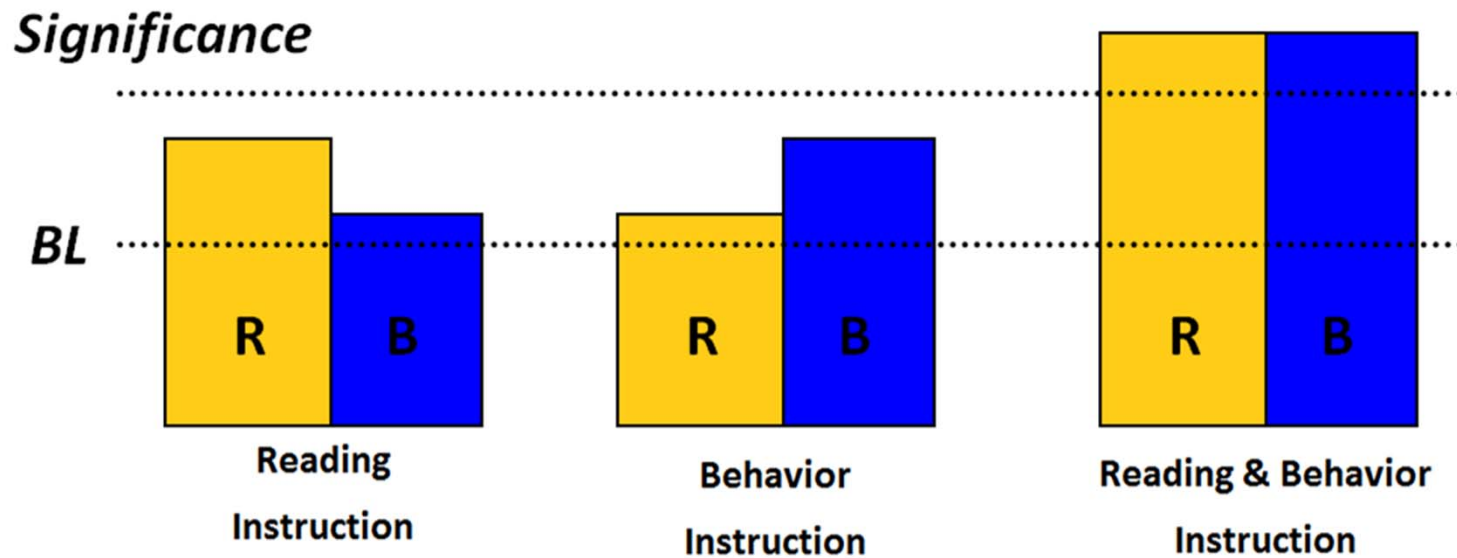 Significance
BL
R B R B R B
Reading
Instruction
Behavior
Instruction
Reading & Behavior
Instruction